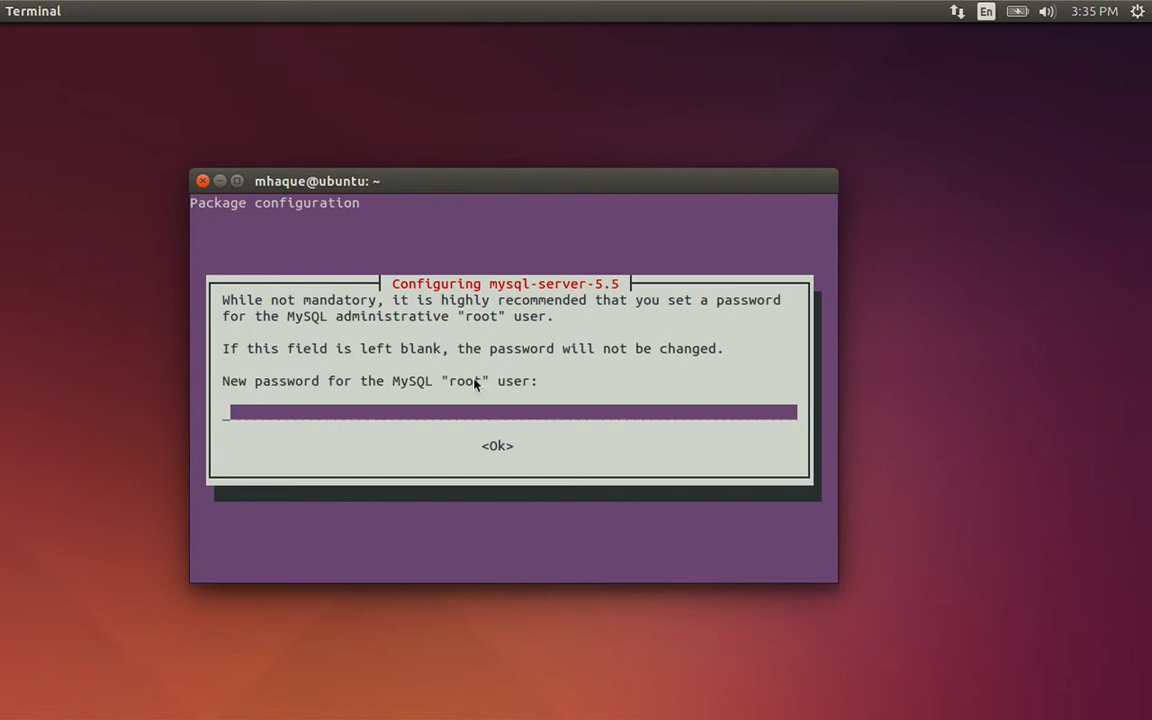 Terminal
En
3:35 PM
mhaque@ubuntu: ~
Package configuration
Configuring mysql-server-5.5
While not mandatory, it is highly recommended that you set a password
for the MySQL administrative "root" user.
If this field is left blank, the password will not be changed.
New password for the MySQL "root" user:
<Ok>